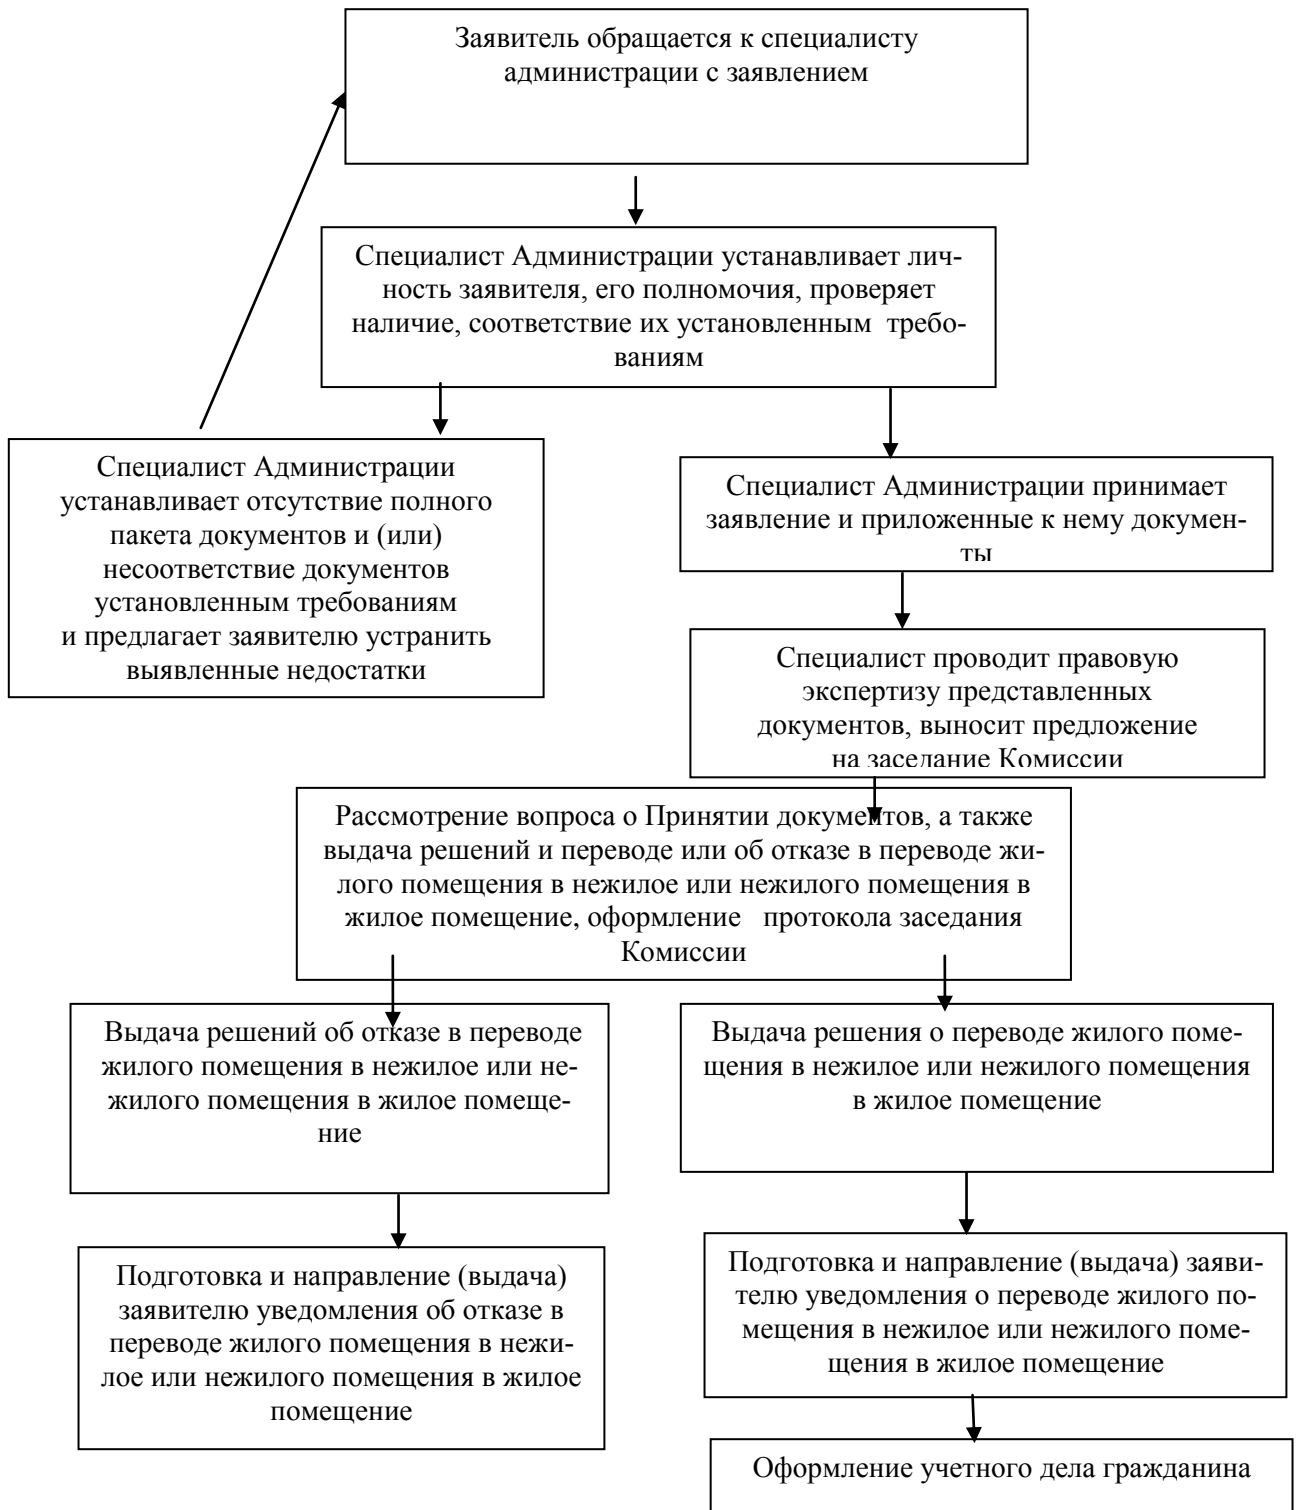 Заявитель обращается к специалисту
администрации с заявлением
Специалист Администрации устанавливает лич-
ность заявителя, его полномочия, проверяет
наличие, соответствие их установленным требо-
ваниям
Специалист Администрации
устанавливает отсутствие полного
пакета документов и (или)
несоответствие документов
установленным требованиям
и предлагает заявителю устранить
выявленные недостатки
Специалист Администрации принимает
заявление и приложенные к нему докумен-
ты
Специалист проводит правовую
экспертизу представленных
документов, выносит предложение
на заседание Комиссии
Рассмотрение вопроса о Принятии документов, а также
выдача решений и переводе или об отказе в переводе жи-
лого помещения в нежилое или нежилого помещения в
жилое помещение, оформление протокола заседания
Комиссии
Выдача решений об отказе в переводе
жилого помещения в нежилое или не-
жилого помещения в жилое помеще-
ние
Выдача решения о переводе жилого поме-
щения в нежилое или нежилого помещения
в жилое помещение
Подготовка и направление (выдача)
заявителю уведомления об отказе в
переводе жилого помещения в нежи-
лое или нежилого помещения в жилое
помещение
Подготовка и направление (выдача) заяви-
телю уведомления о переводе жилого по-
мещения в нежилое или нежилого поме-
щения в жилое помещение
Оформление учетного дела гражданина